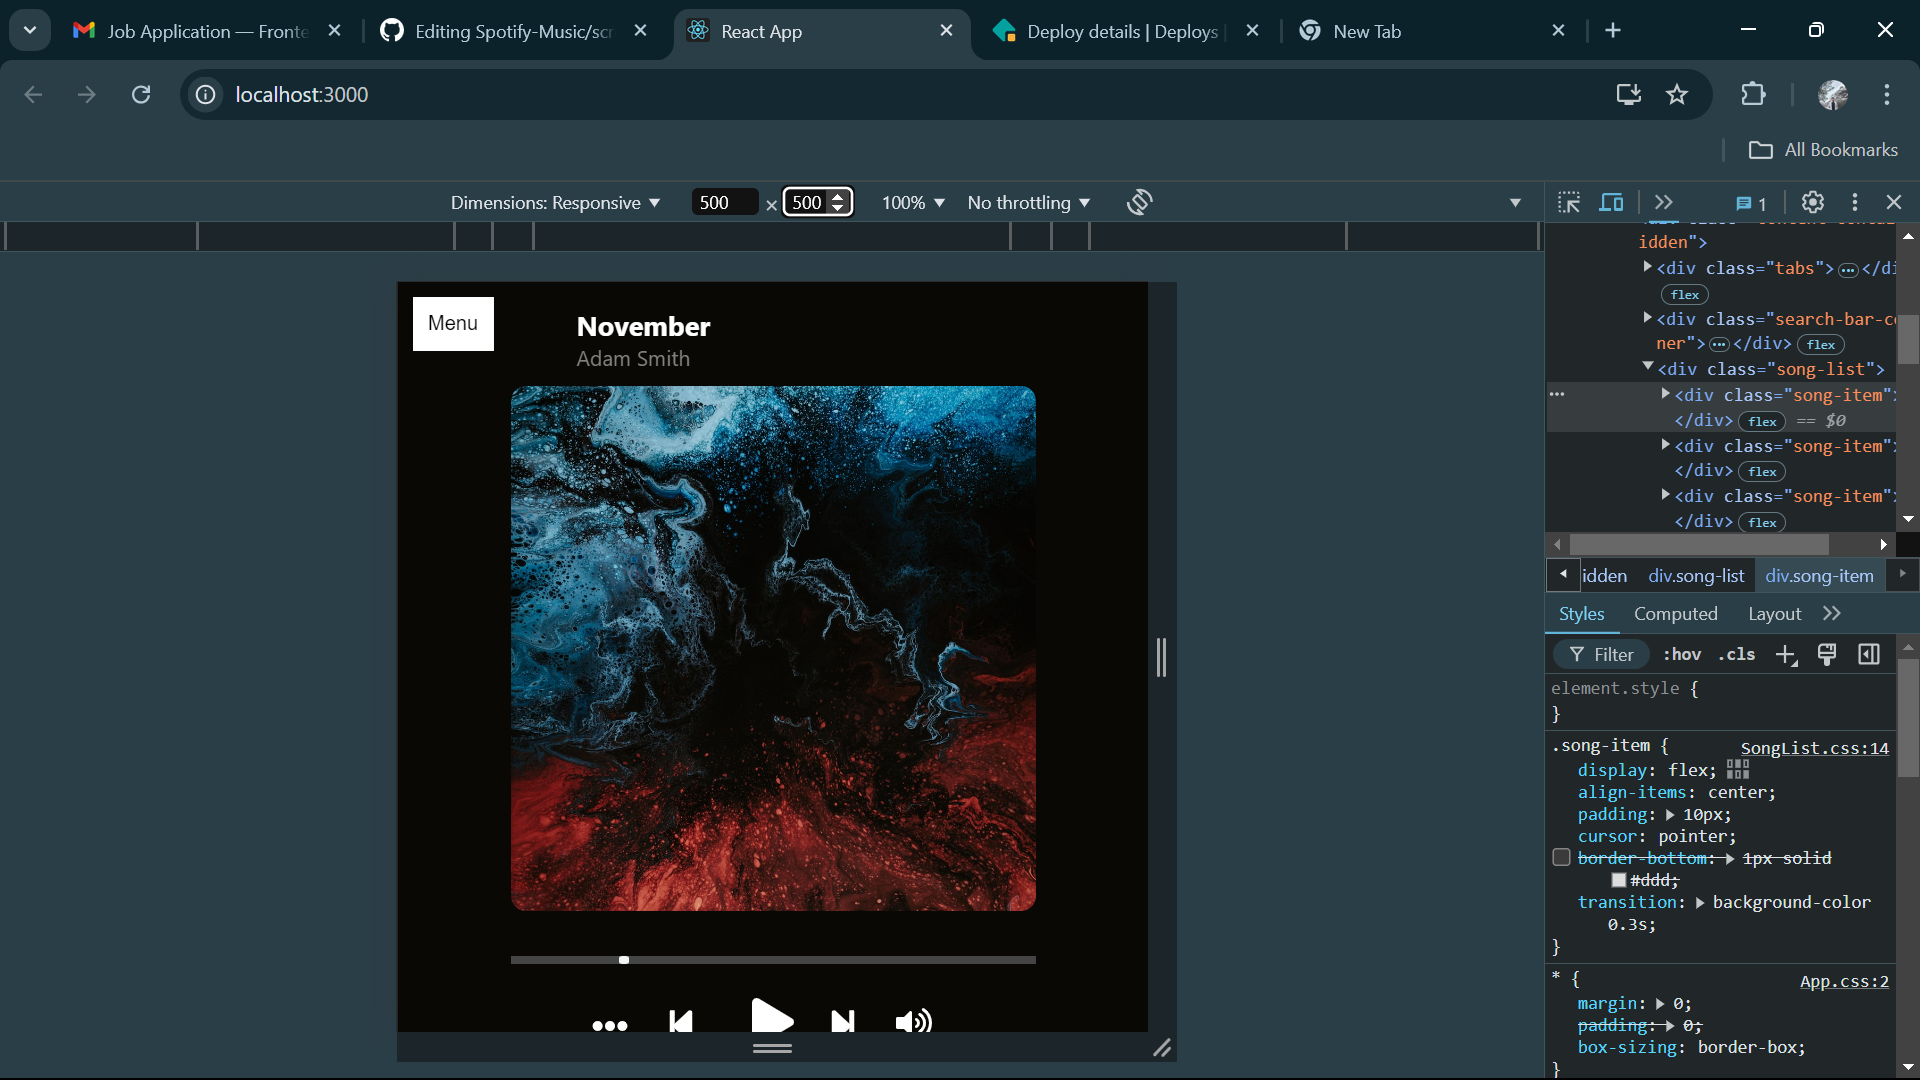 Job Application — Fronte
Editing Spotify-Music/scr
React App
Deploy details | Deploys
New Tab
localhost:3000
All Bookmarks
Dimensions: Responsive
500 × 500
100%
No throttling
1
Menu
November
Adam Smith
idden">
<div class="tabs"> … </di
flex
<div class="search-bar-co
ner"> … </div> flex
<div class="song-list">
<div class="song-item">
</div> flex == $0
<div class="song-item">
</div> flex
<div class="song-item">
</div> flex
idden div.song-list div.song-item
Styles Computed Layout
Filter :hov .cls
element.style {
}
.song-item { SongList.css:14
display: flex;
align-items: center;
padding: 10px;
cursor: pointer;
border-bottom: 1px solid
#ddd;
transition: background-color
0.3s;
}
* { App.css:2
margin: 0;
padding: 0;
box-sizing: border-box;
}